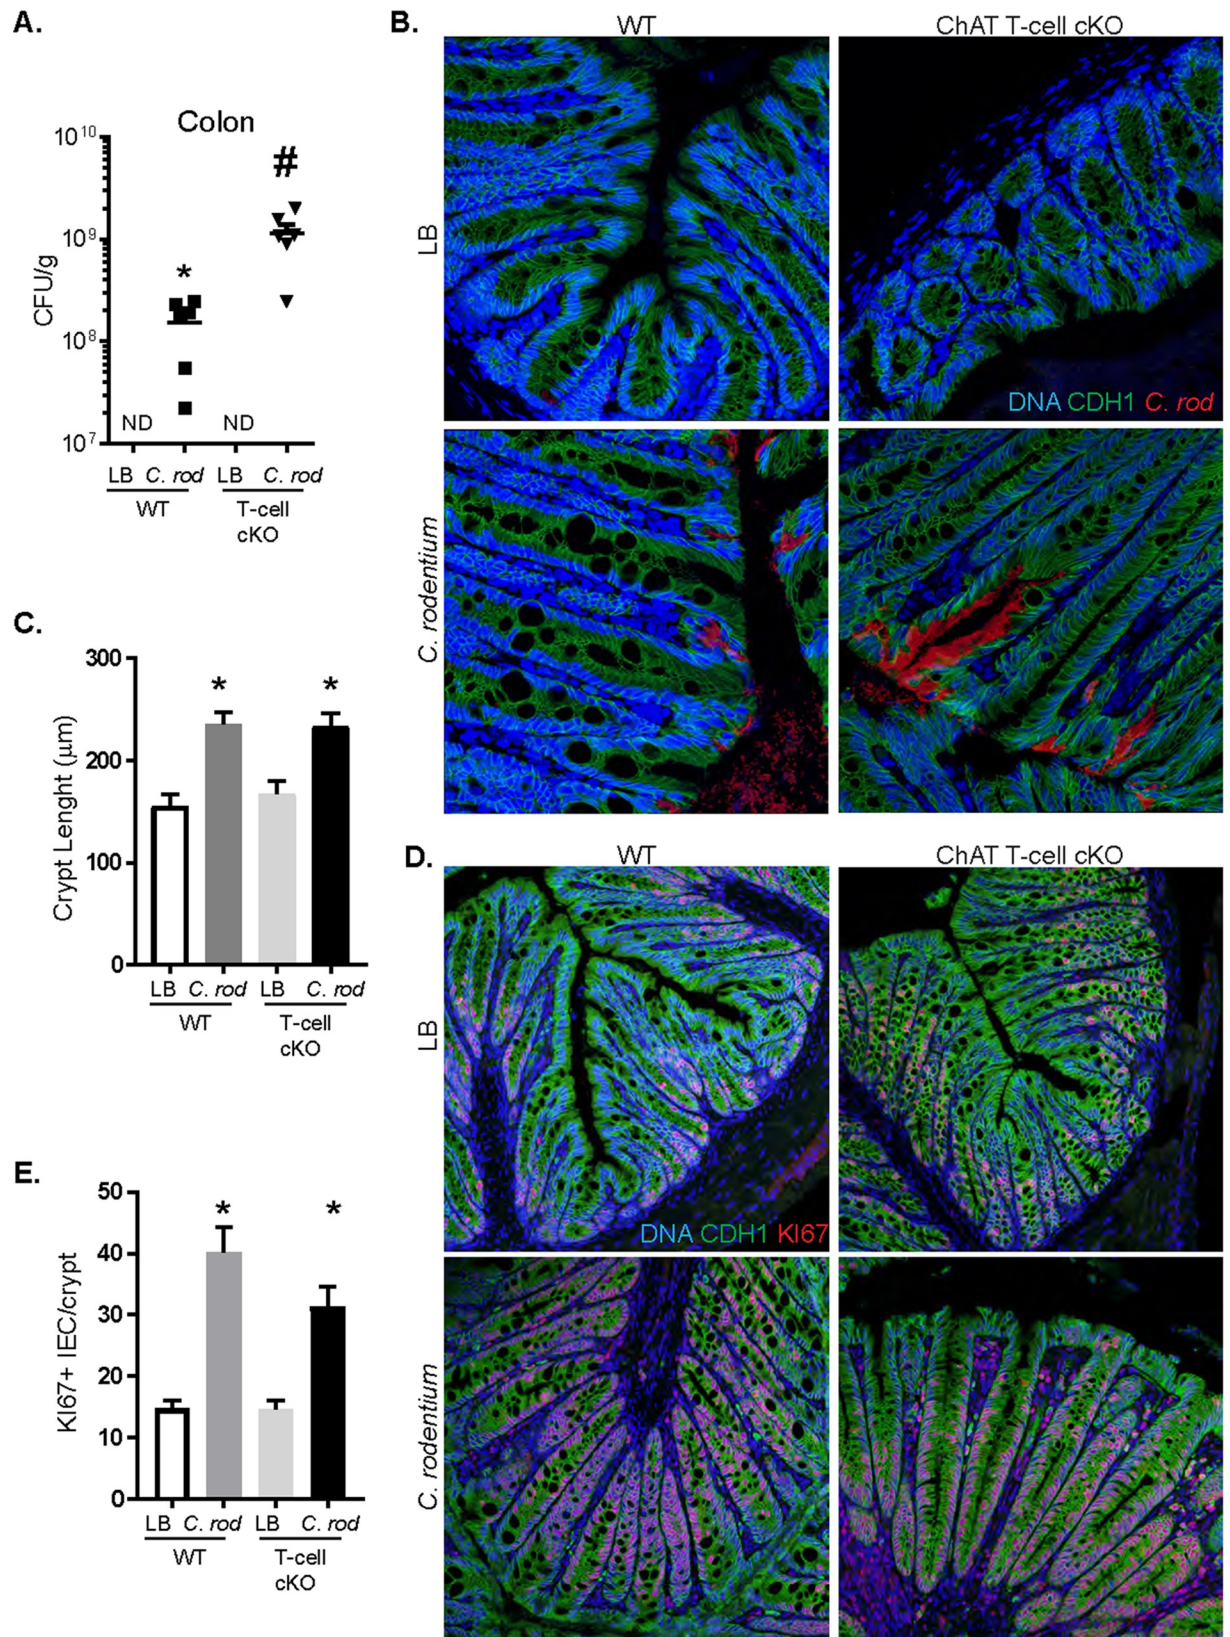 A.
Colon
10^10
10^9
10^8
10^7
CFU/g
*
#
ND
ND
LB C. rod LB C. rod
WT T-cell
cKO
B.
WT ChAT T-cell cKO
LB
DNA CDH1 C. rod
C. rodentium
C.
300
200
100
0
Crypt Lenght (μm)
* *
LB C. rod LB C. rod
WT T-cell
cKO
D.
WT ChAT T-cell cKO
LB
DNA CDH1 KI67
C. rodentium
E.
50
40
30
20
10
0
KI67+ IEC/crypt
* *
LB C. rod LB C. rod
WT T-cell
cKO